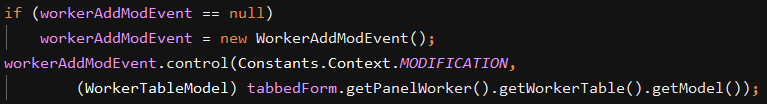 if (workerAddModEvent == null)
    workerAddModEvent = new WorkerAddModEvent();
workerAddModEvent.control(Constants.Context.MODIFICATION,
        (WorkerTableModel) tabbedForm.getPanelWorker().getWorkerTable().getModel());